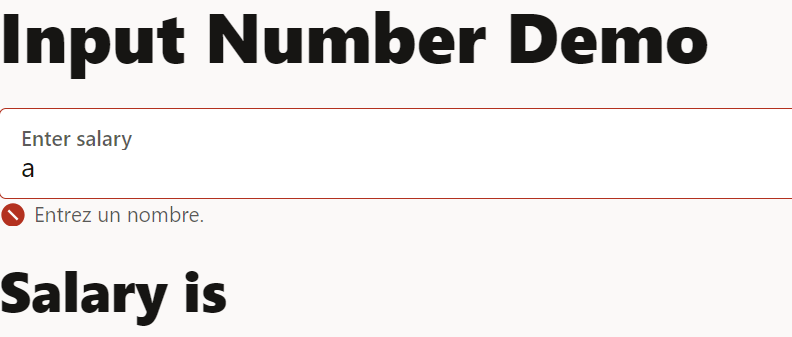 Input Number Demo
Enter salary
a
Entrez un nombre.
Salary is